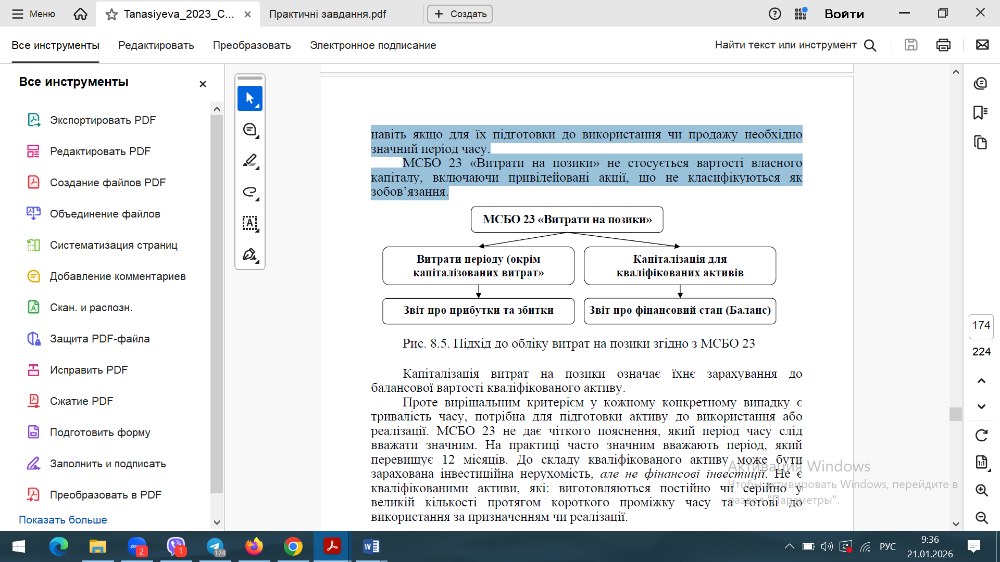 Меню
Tanasiyeva_2023_C...
Практичні завдання.pdf
Создать
Войти
Все инструменты
Редактировать
Преобразовать
Электронное подписание
Найти текст или инструмент
Все инструменты
Экспортировать PDF
Редактировать PDF
Создание файлов PDF
Объединение файлов
Систематизация страниц
Добавление комментариев
Скан. и распозн.
Защита PDF-файла
Исправить PDF
Сжатие PDF
Подготовить форму
Заполнить и подписать
Преобразовать в PDF
Показать больше
навіть якщо для їх підготовки до використання чи продажу необхідно
значний період часу.
МСБО 23 «Витрати на позики» не стосується вартості власного
капіталу, включаючи привілейовані акції, що не класифікуються як
зобов’язання.
МСБО 23 «Витрати на позики»
Витрати періоду (окрім
капіталізованих витрат»
Капіталізація для
кваліфікованих активів
Звіт про прибутки та збитки
Звіт про фінансовий стан (Баланс)
Рис. 8.5. Підхід до обліку витрат на позики згідно з МСБО 23
Капіталізація витрат на позики означає їхнє зарахування до
балансової вартості кваліфікованого активу.
Проте вирішальним критерієм у кожному конкретному випадку є
тривалість часу, потрібна для підготовки активу до використання або
реалізації. МСБО 23 не дає чіткого пояснення, який період часу слід
вважати значним. На практиці часто значним вважають період, який
перевищує 12 місяців. До складу кваліфікованого активу може бути
зарахована інвестиційна нерухомість, але не фінансові інвестиції. Не є
кваліфікованими активи, які: виготовляються постійно чи серійно у
великій кількості протягом короткого проміжку часу та готові до
використання за призначенням чи реалізації.
Активация Windows
Чтобы активировать Windows, перейдите в
раздел "Параметры".
174
224
1:1
zoom
2
1
174
РУС
9:36
21.01.2026